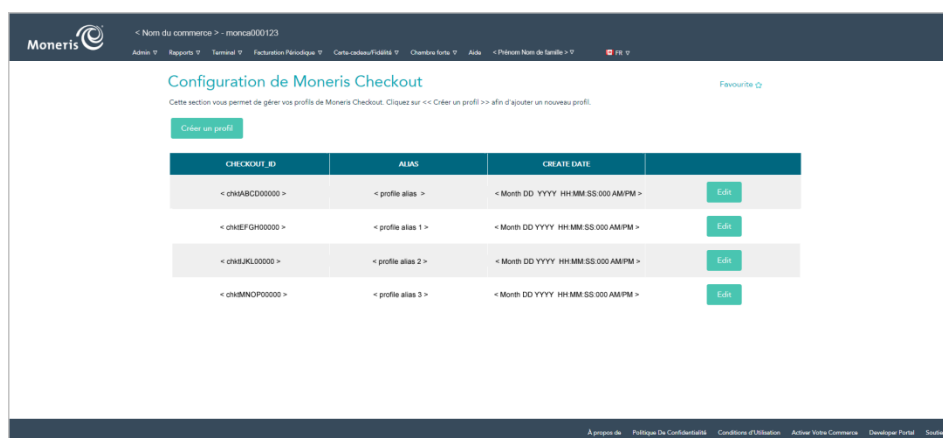 Moneris
< Nom du commerce > - monca000123
Admin ▽ Rapports ▽ Terminal ▽ Facturation Périodique ▽ Carte-cadeau/Fidélité ▽ Chambre forte ▽ Aide < Prénom Nom de famille > ▽ FR ▽
Configuration de Moneris Checkout
Favourite ☆
Cette section vous permet de gérer vos profils de Moneris Checkout. Cliquez sur << Créer un profil >> afin d'ajouter un nouveau profil.
Créer un profil
CHECKOUT_ID ALIAS CREATE DATE
< chktABCD00000 > < profile alias > < Month DD YYYY HH:MM:SS:000 AM/PM > Edit
< chktEFGH00000 > < profile alias 1 > < Month DD YYYY HH:MM:SS:000 AM/PM > Edit
< chktIJKL00000 > < profile alias 2 > < Month DD YYYY HH:MM:SS:000 AM/PM > Edit
< chktMNOP00000 > < profile alias 3 > < Month DD YYYY HH:MM:SS:000 AM/PM > Edit
À propos de Politique De Confidentialité Conditions d'Utilisation Activer Votre Commerce Developer Portal